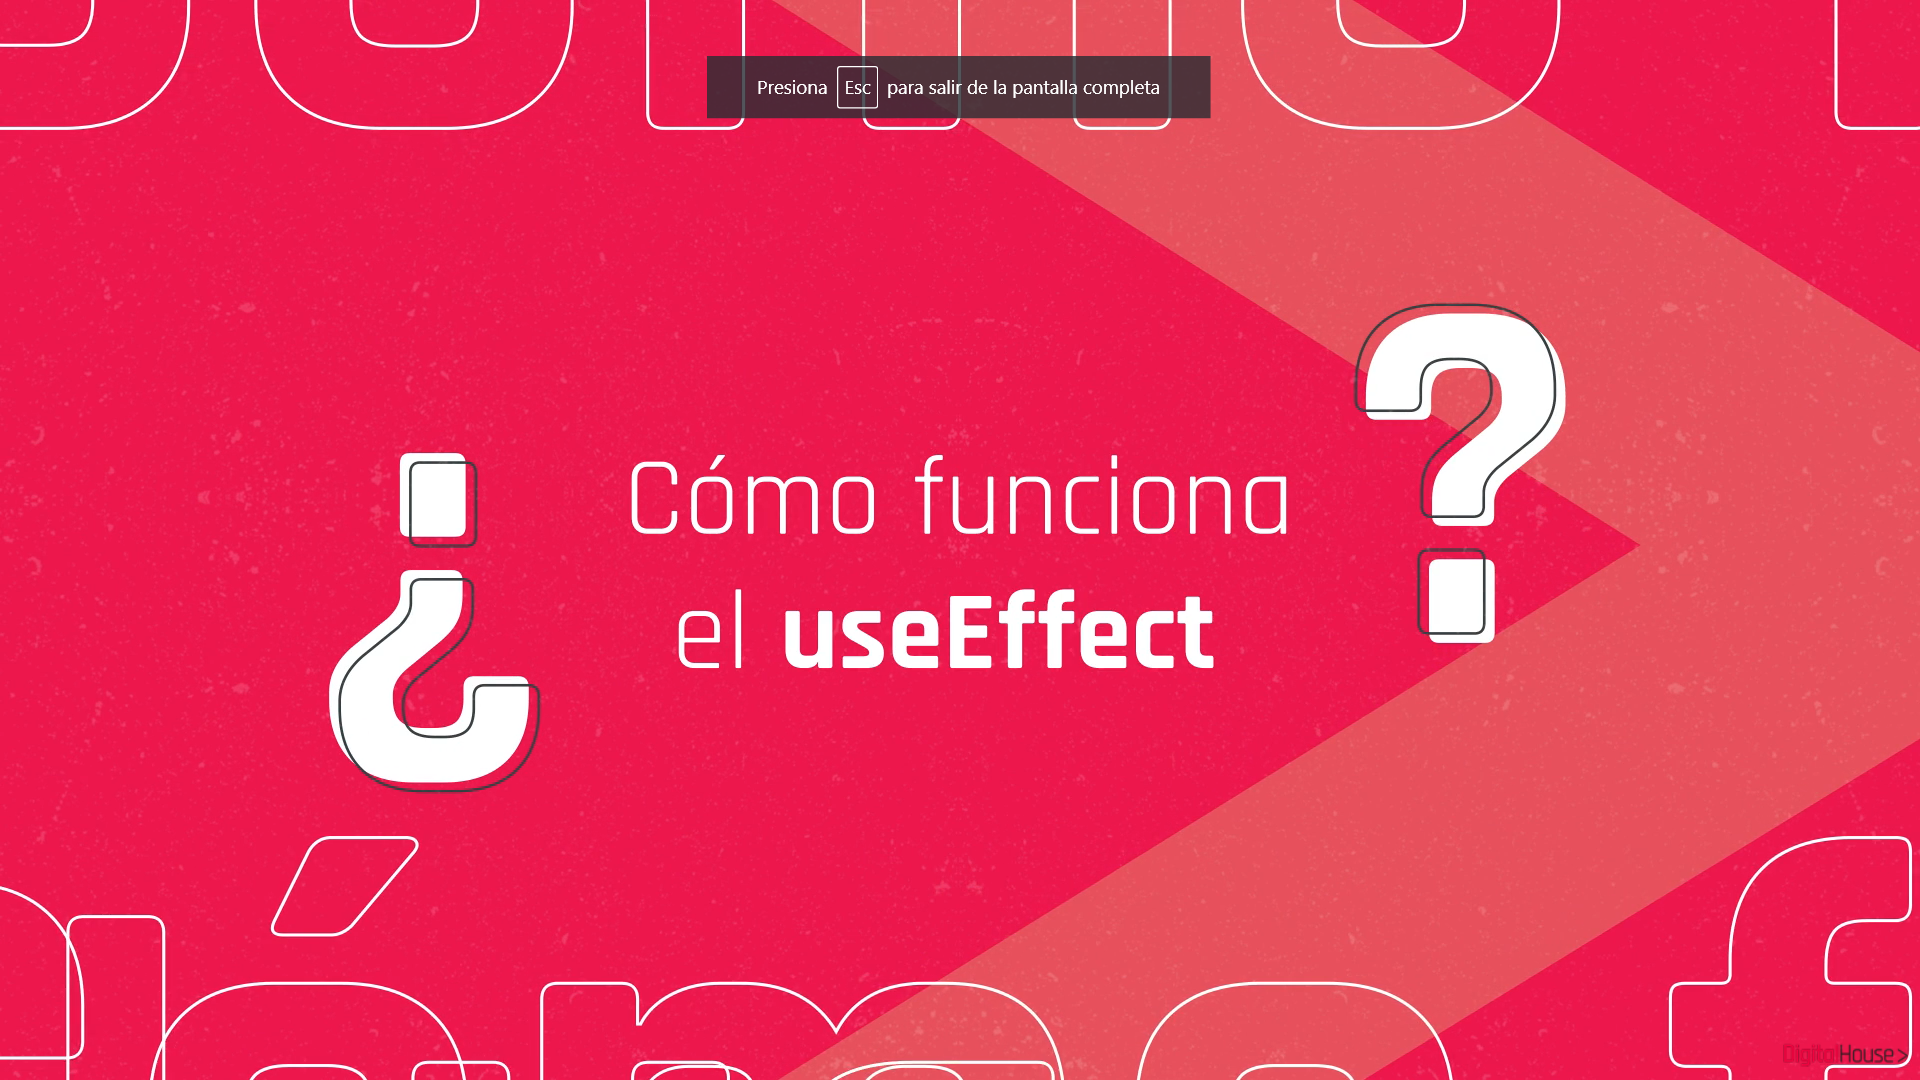 Presiona Esc para salir de la pantalla completa
¿Cómo funciona
el useEffect?
DigitalHouse>